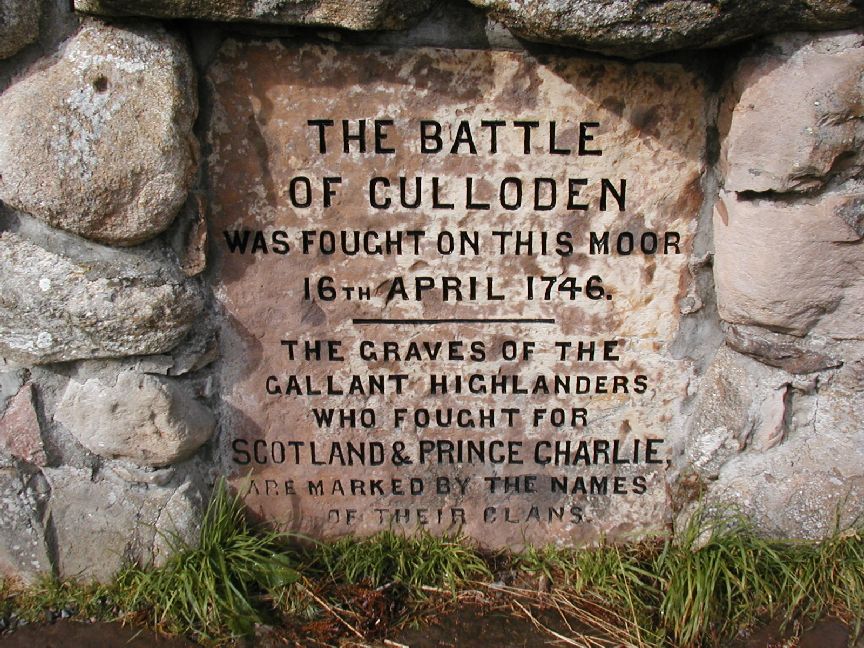 THE BATTLE
OF CULLODEN
WAS FOUGHT ON THIS MOOR
16TH APRIL 1746.
THE GRAVES OF THE
GALLANT HIGHLANDERS
WHO FOUGHT FOR
SCOTLAND & PRINCE CHARLIE,
ARE MARKED BY THE NAMES
OF THEIR CLANS.